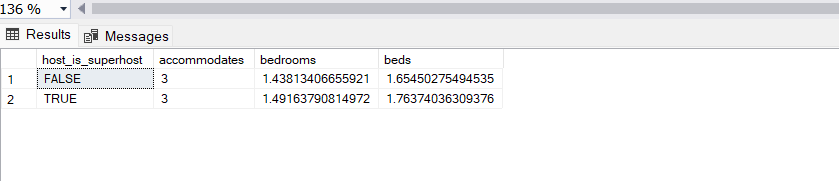 136 %
Results Messages
host_is_superhost accommodates bedrooms beds
1 FALSE 3 1.43813406655921 1.65450275494535
2 TRUE 3 1.49163790814972 1.76374036309376